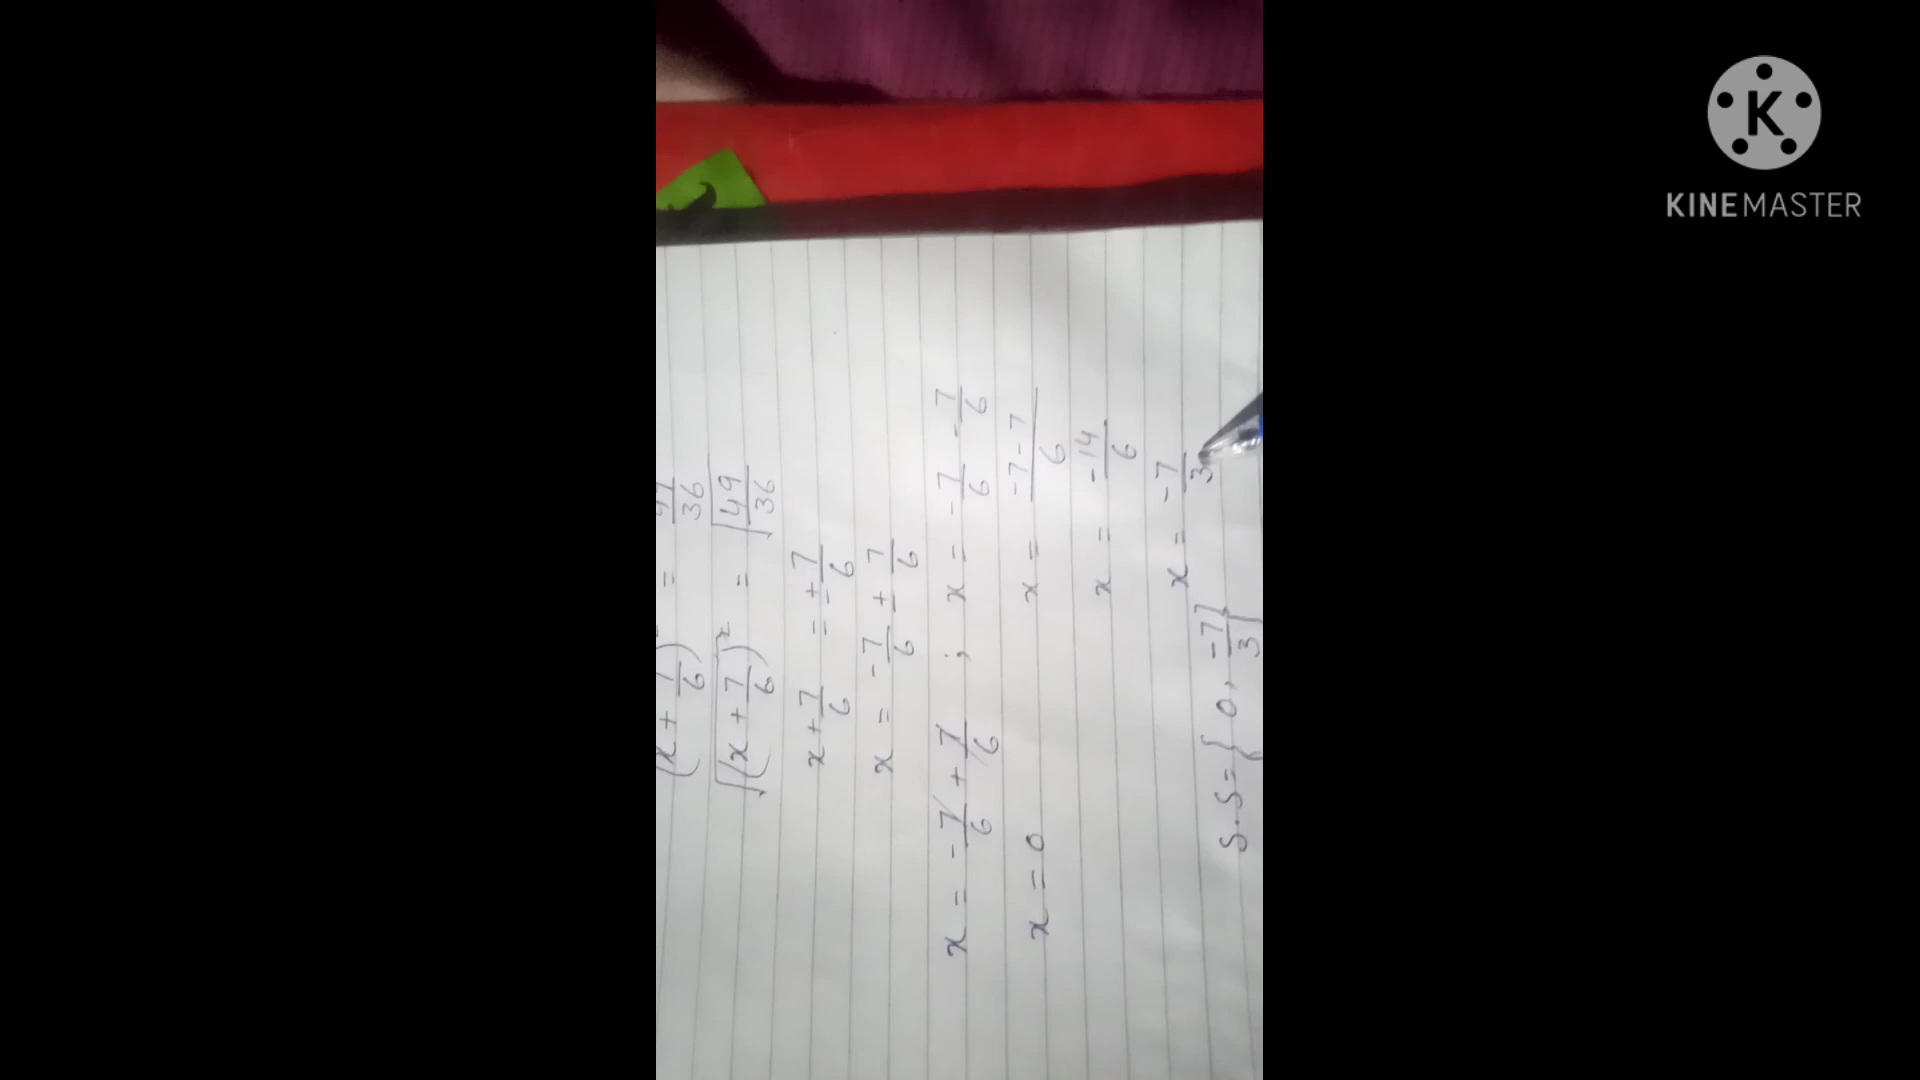 (x + 7/6)² = 49/36
√(x + 7/6)² = √49/36
x + 7/6 = ± 7/6
x = -7/6 ± 7/6
x = -7/6 + 7/6 ; x = -7/6 - 7/6
x = 0 x = -7-7/6
x = -14/6
x = -7/3
S.S = {0, -7/3}
K
KINEMASTER